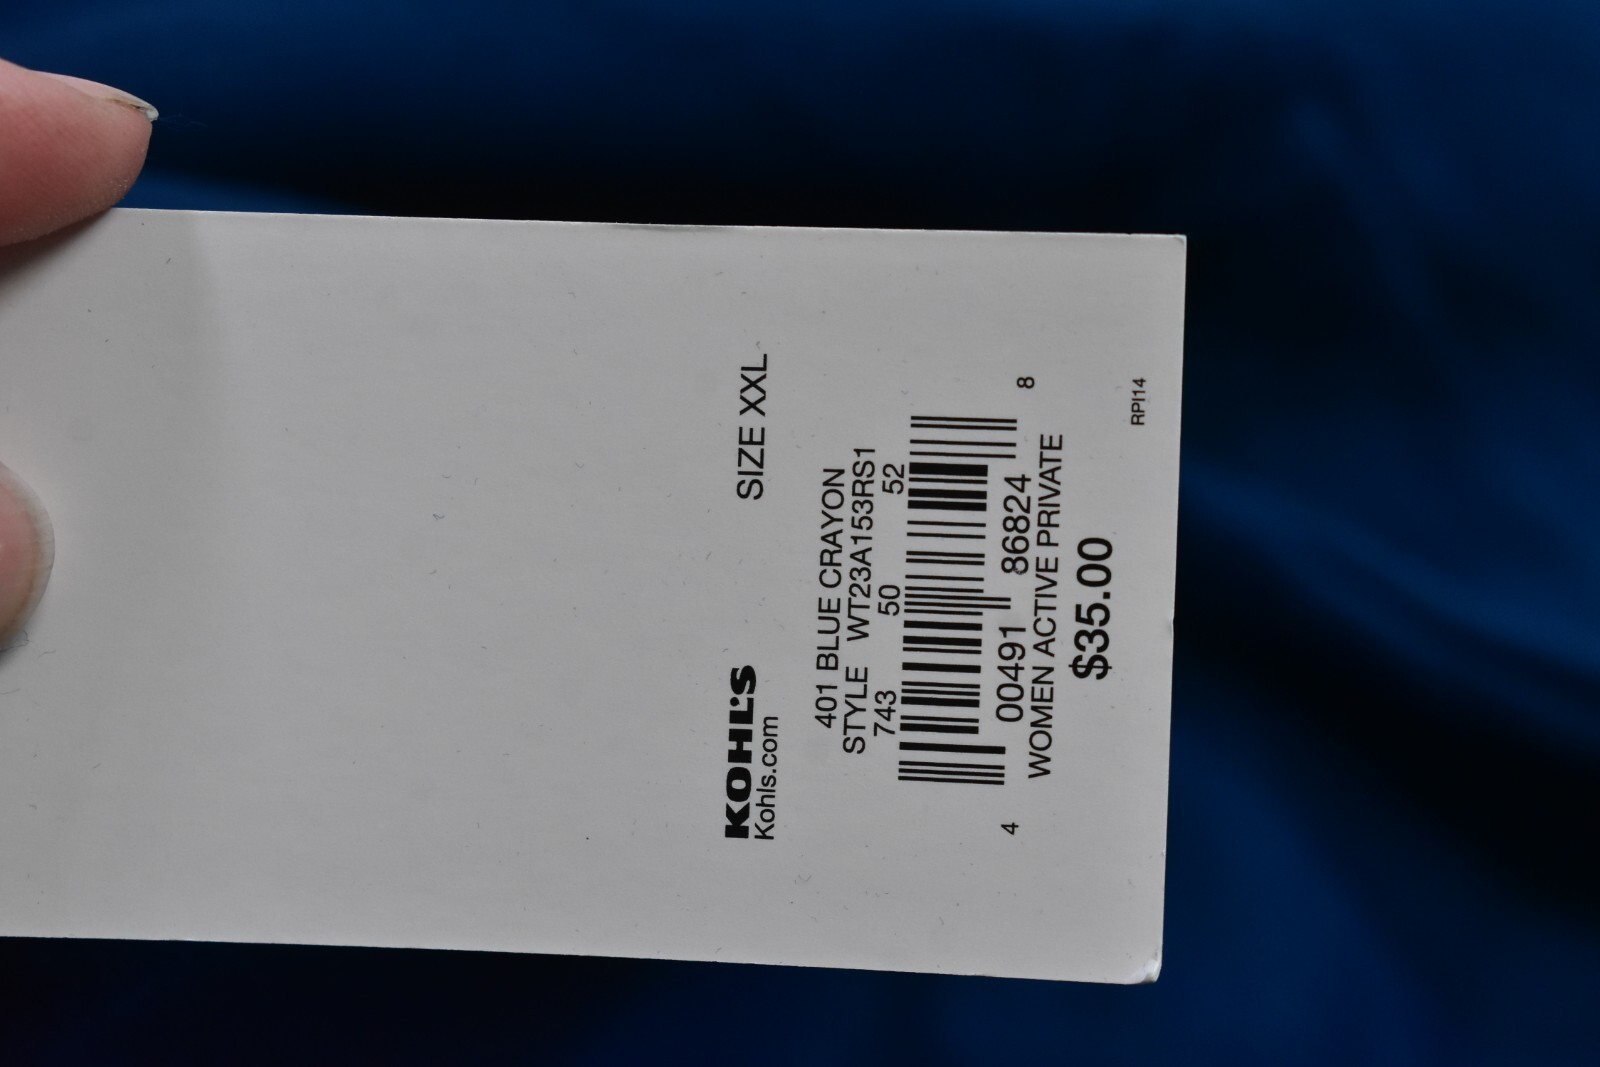 KOHL'S SIZE XXL
Kohls.com
401 BLUE CRAYON
STYLE WT23A153RS1
743 50 52
4 00491 86824 8
WOMEN ACTIVE PRIVATE
$35.00
RPI14